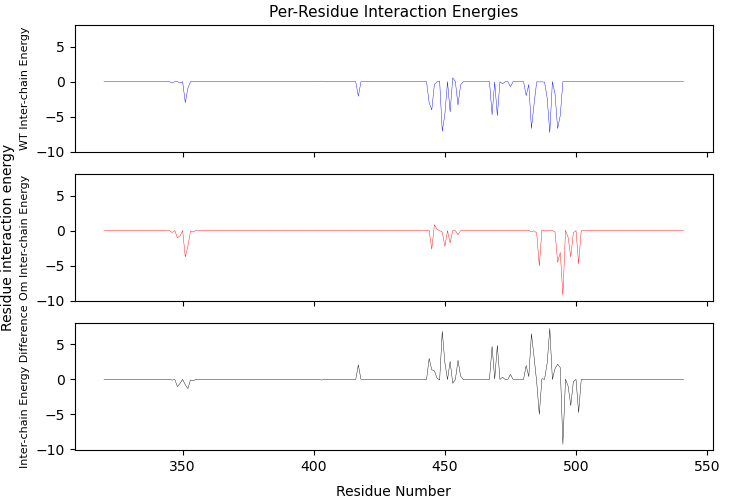 Per-Residue Interaction Energies
Residue interaction energy
WT Inter-chain Energy
5
0
−5
−10
Om Inter-chain Energy
5
0
−5
−10
Inter-chain Energy Difference
5
0
−5
−10
350
400
450
500
550
Residue Number